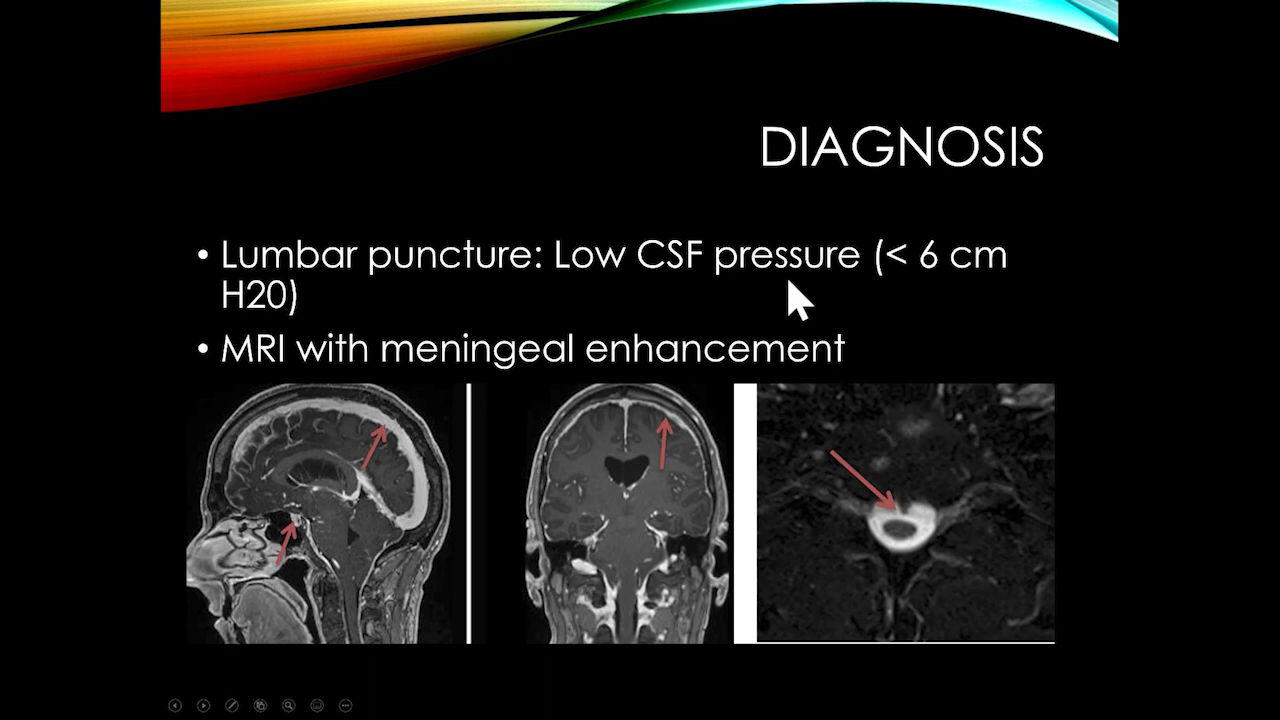 DIAGNOSIS
• Lumbar puncture: Low CSF pressure (< 6 cm
H20)
• MRI with meningeal enhancement